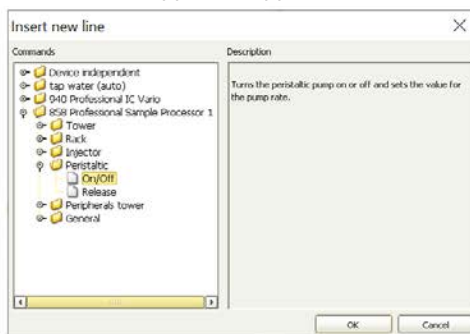 Insert new line
Commands
Description
Device independent
tap water (auto)
940 Professional IC Vario
858 Professional Sample Processor 1
Tower
Rack
Injector
Peristaltic
On/Off
Release
Peripherals tower
General
Turns the peristaltic pump on or off and sets the value for
the pump rate.
OK
Cancel